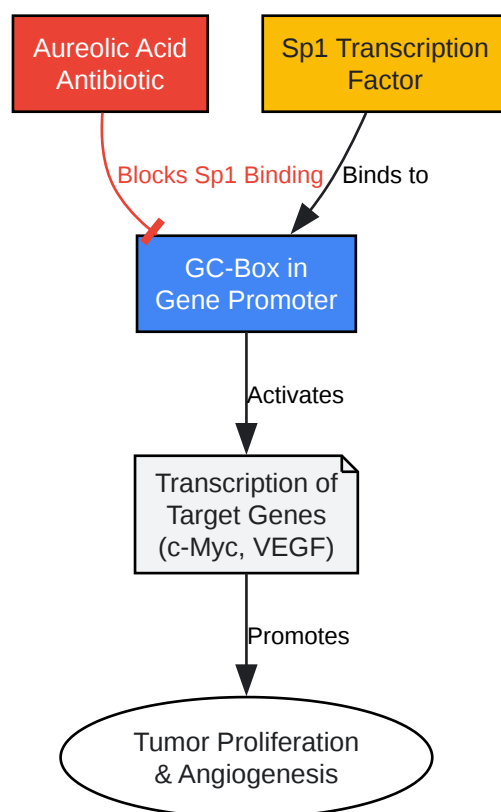 Aureolic Acid
Antibiotic
Sp1 Transcription
Factor
Blocks Sp1 Binding
Binds to
GC-Box in
Gene Promoter
Activates
Transcription of
Target Genes
(c-Myc, VEGF)
Promotes
Tumor Proliferation
& Angiogenesis